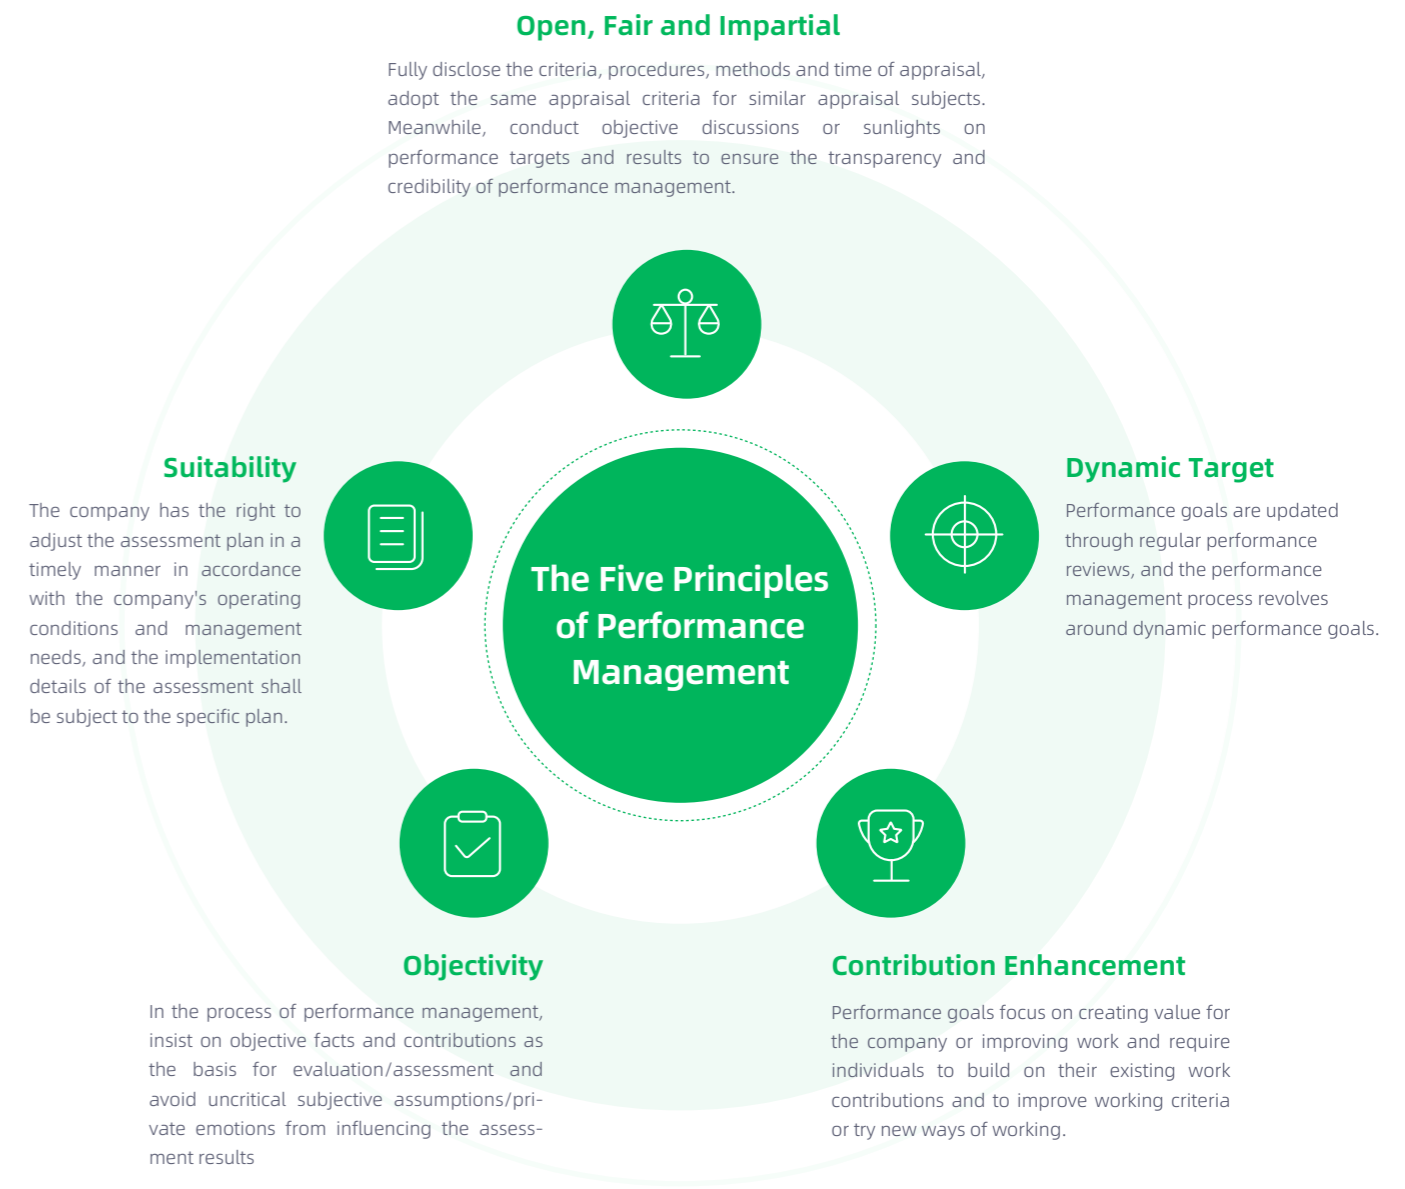 Open, Fair and Impartial
Fully disclose the criteria, procedures, methods and time of appraisal,
adopt the same appraisal criteria for similar appraisal subjects.
Meanwhile, conduct objective discussions or sunlights on
performance targets and results to ensure the transparency and
credibility of performance management.
Suitability
The company has the right to
adjust the assessment plan in a
timely manner in accordance
with the company's operating
conditions and management
needs, and the implementation
details of the assessment shall
be subject to the specific plan.
The Five Principles
of Performance
Management
Dynamic Target
Performance goals are updated
through regular performance
reviews, and the performance
management process revolves
around dynamic performance goals.
Objectivity
In the process of performance management,
insist on objective facts and contributions as
the basis for evaluation/assessment and
avoid uncritical subjective assumptions/pri-
vate emotions from influencing the assess-
ment results
Contribution Enhancement
Performance goals focus on creating value for
the company or improving work and require
individuals to build on their existing work
contributions and to improve working criteria
or try new ways of working.